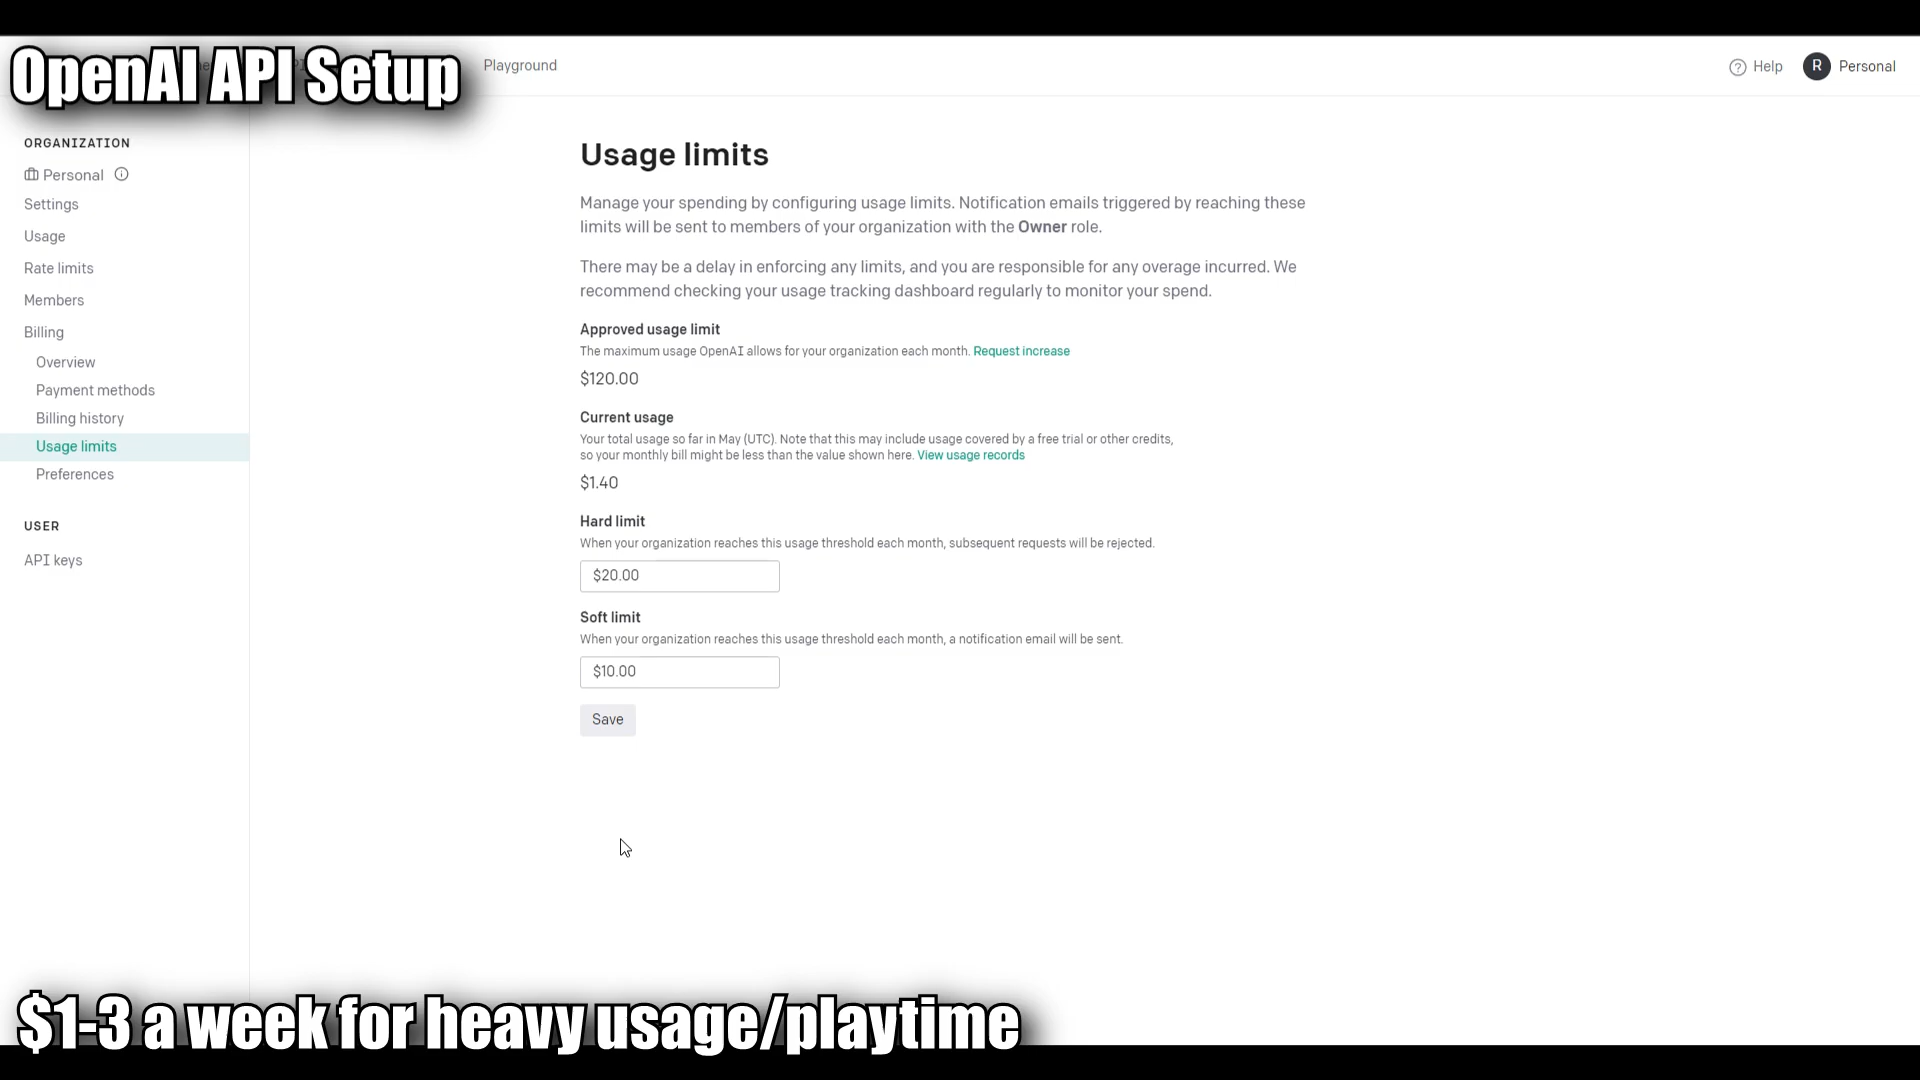 OpenAI API Setup
Playground
Help
R
Personal
ORGANIZATION
Personal
Settings
Usage
Rate limits
Members
Billing
Overview
Payment methods
Billing history
Usage limits
Preferences
USER
API keys
Usage limits
Manage your spending by configuring usage limits. Notification emails triggered by reaching these
limits will be sent to members of your organization with the Owner role.
There may be a delay in enforcing any limits, and you are responsible for any overage incurred. We
recommend checking your usage tracking dashboard regularly to monitor your spend.
Approved usage limit
The maximum usage OpenAI allows for your organization each month. Request increase
$120.00
Current usage
Your total usage so far in May (UTC). Note that this may include usage covered by a free trial or other credits,
so your monthly bill might be less than the value shown here. View usage records
$1.40
Hard limit
When your organization reaches this usage threshold each month, subsequent requests will be rejected.
$20.00
Soft limit
When your organization reaches this usage threshold each month, a notification email will be sent.
$10.00
Save
$1-3 a week for heavy usage/playtime